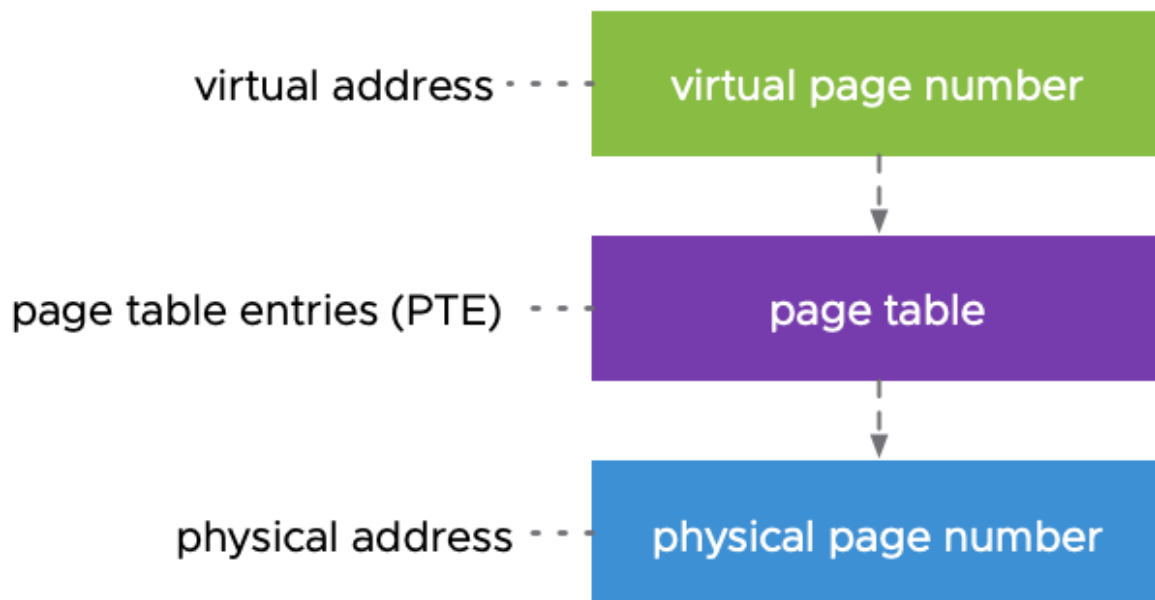 virtual address
virtual page number
page table entries (PTE)
page table
physical address
physical page number